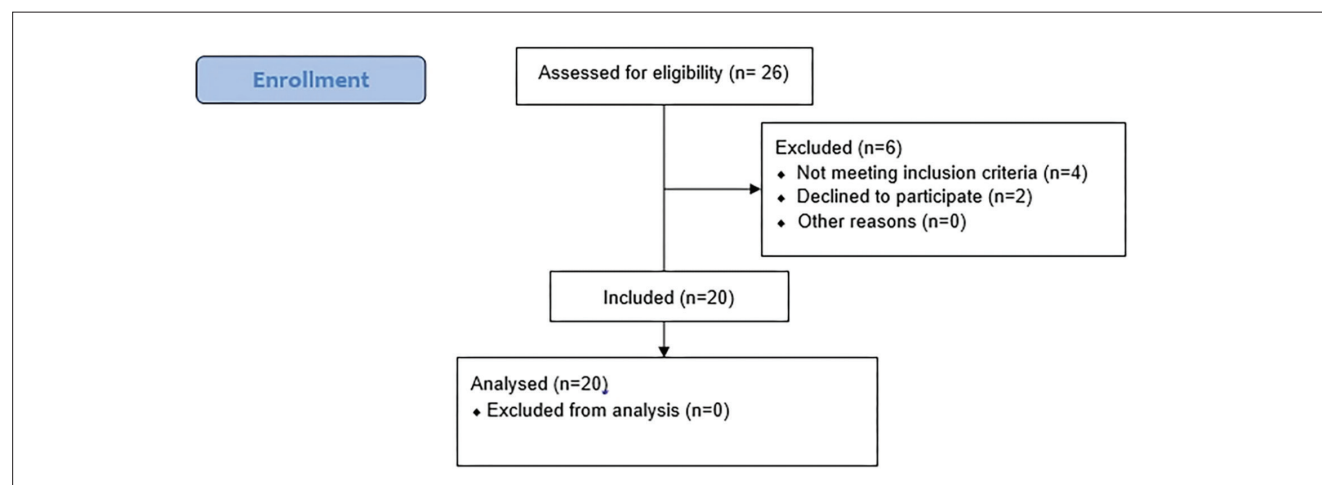 Enrollment
Assessed for eligibility (n= 26)
Excluded (n=6)
◆ Not meeting inclusion criteria (n=4)
◆ Declined to participate (n=2)
◆ Other reasons (n=0)
Included (n=20)
Analysed (n=20)
◆ Excluded from analysis (n=0)